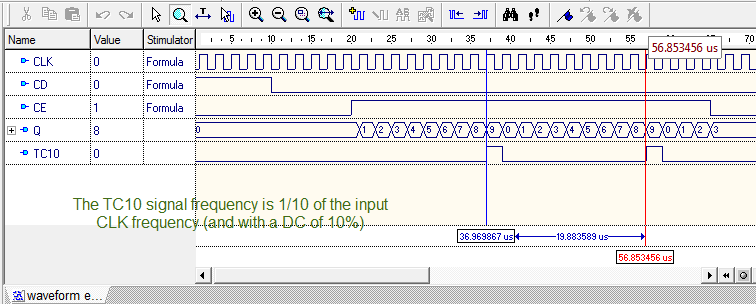 Name Value Stimulator 5 10 15 20 25 30 35 40 45 50 56.853456 us 65 70
CLK 0 Formula
CD 0 Formula
CE 1 Formula
Q 8 0 1 2 3 4 5 6 7 8 9 0 1 2 3 4 5 6 7 8 9 0 1 2 3
TC10 0
The TC10 signal frequency is 1/10 of the input
CLK frequency (and with a DC of 10%)
36.969867 us 19.883589 us
56.853456 us
waveform e...